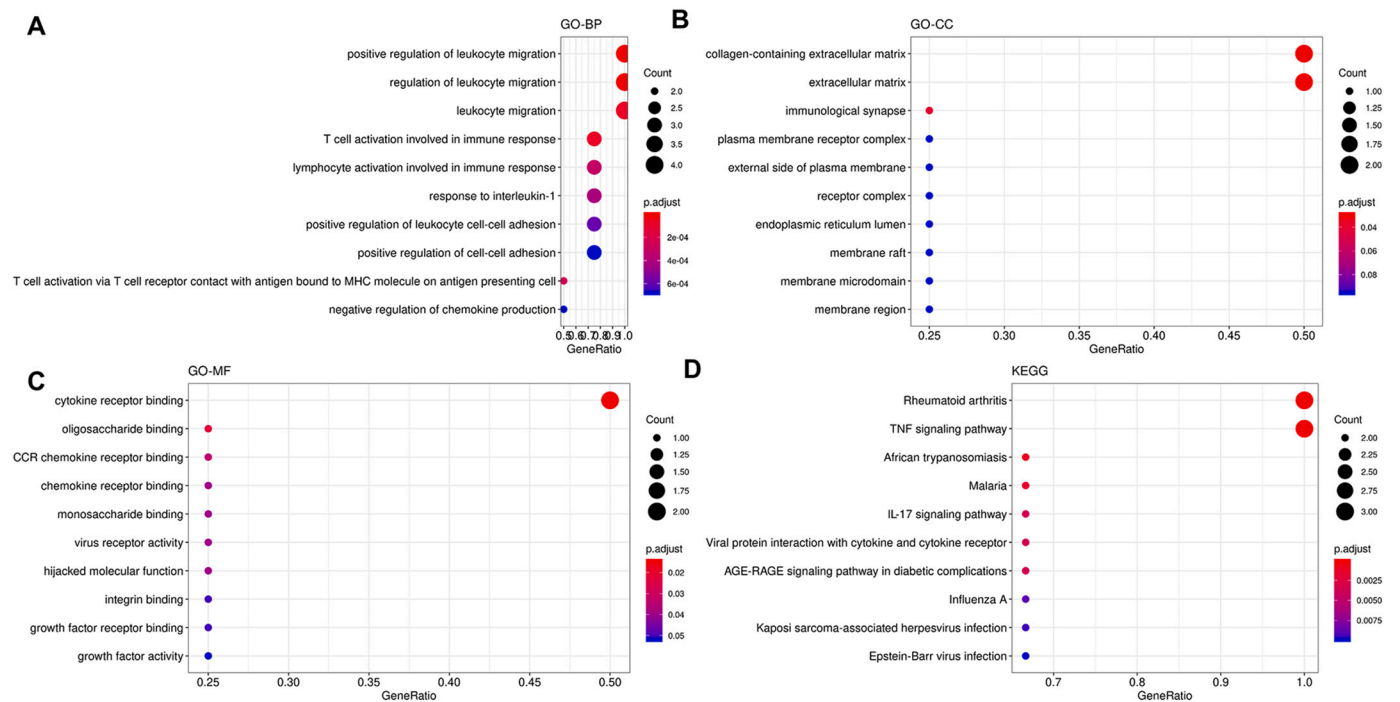 A
GO-BP
positive regulation of leukocyte migration
regulation of leukocyte migration
leukocyte migration
T cell activation involved in immune response
lymphocyte activation involved in immune response
response to interleukin-1
positive regulation of leukocyte cell-cell adhesion
positive regulation of cell-cell adhesion
T cell activation via T cell receptor contact with antigen bound to MHC molecule on antigen presenting cell
negative regulation of chemokine production
0.5 0.6 0.7 0.8 0.9 1.0
GeneRatio
Count
2.0
2.5
3.0
3.5
4.0
p.adjust
2e-04
4e-04
6e-04
B
GO-CC
collagen-containing extracellular matrix
extracellular matrix
immunological synapse
plasma membrane receptor complex
external side of plasma membrane
receptor complex
endoplasmic reticulum lumen
membrane raft
membrane microdomain
membrane region
0.25 0.30 0.35 0.40 0.45 0.50
GeneRatio
Count
1.00
1.25
1.50
1.75
2.00
p.adjust
0.04
0.08
C
GO-MF
cytokine receptor binding
oligosaccharide binding
CCR chemokine receptor binding
chemokine receptor binding
monosaccharide binding
virus receptor activity
hijacked molecular function
integrin binding
growth factor receptor binding
growth factor activity
0.25 0.30 0.35 0.40 0.45 0.50
GeneRatio
Count
1.00
1.25
1.50
1.75
2.00
p.adjust
0.02
0.03
0.04
0.05
D
KEGG
Rheumatoid arthritis
TNF signaling pathway
African trypanosomiasis
Malaria
IL-17 signaling pathway
Viral protein interaction with cytokine and cytokine receptor
AGE-RAGE signaling pathway in diabetic complications
Influenza A
Kaposi sarcoma-associated herpesvirus infection
Epstein-Barr virus infection
0.7 0.8 0.9 1.0
GeneRatio
Count
2.00
2.25
2.50
2.75
3.00
p.adjust
0.0025
0.0050
0.0075